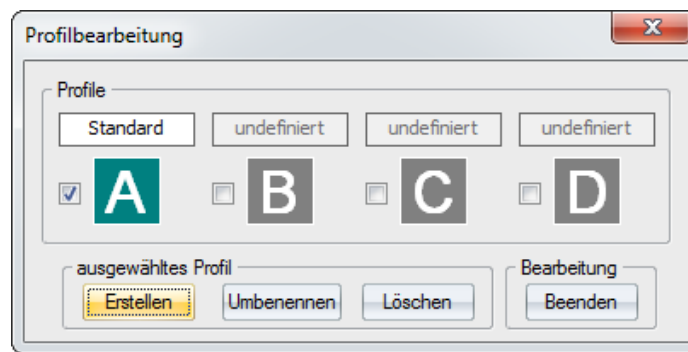 Profilbearbeitung
Profile
Standard undefiniert undefiniert undefiniert
A B C D
ausgewähltes Profil Bearbeitung
Erstellen Umbenennen Löschen Beenden